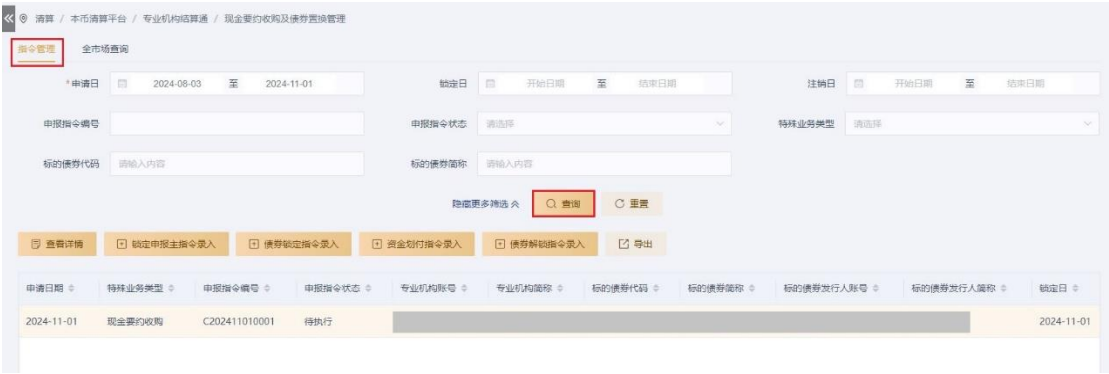 清算 / 本币清算平台 / 专业机构结算通 / 现金要约收购及债券置换管理
指令管理 全市场查询
*申请日 2024-08-03 至 2024-11-01 锁定日 开始日期 至 结束日期 注销日 开始日期 至 结束日期
申报指令编号 申报指令状态 请选择 特殊业务类型 请选择
标的债券代码 请输入内容 标的债券简称 请输入内容
隐藏更多筛选 查询 重置
查看详情 锁定申报主指令录入 债券锁定指令录入 资金划付指令录入 债券解锁指令录入 导出
申请日期 特殊业务类型 申报指令编号 申报指令状态 专业机构账号 专业机构简称 标的债券代码 标的债券简称 标的债券发行人账号 标的债券发行人简称 锁定日
2024-11-01 现金要约收购 C202411010001 待执行 2024-11-01